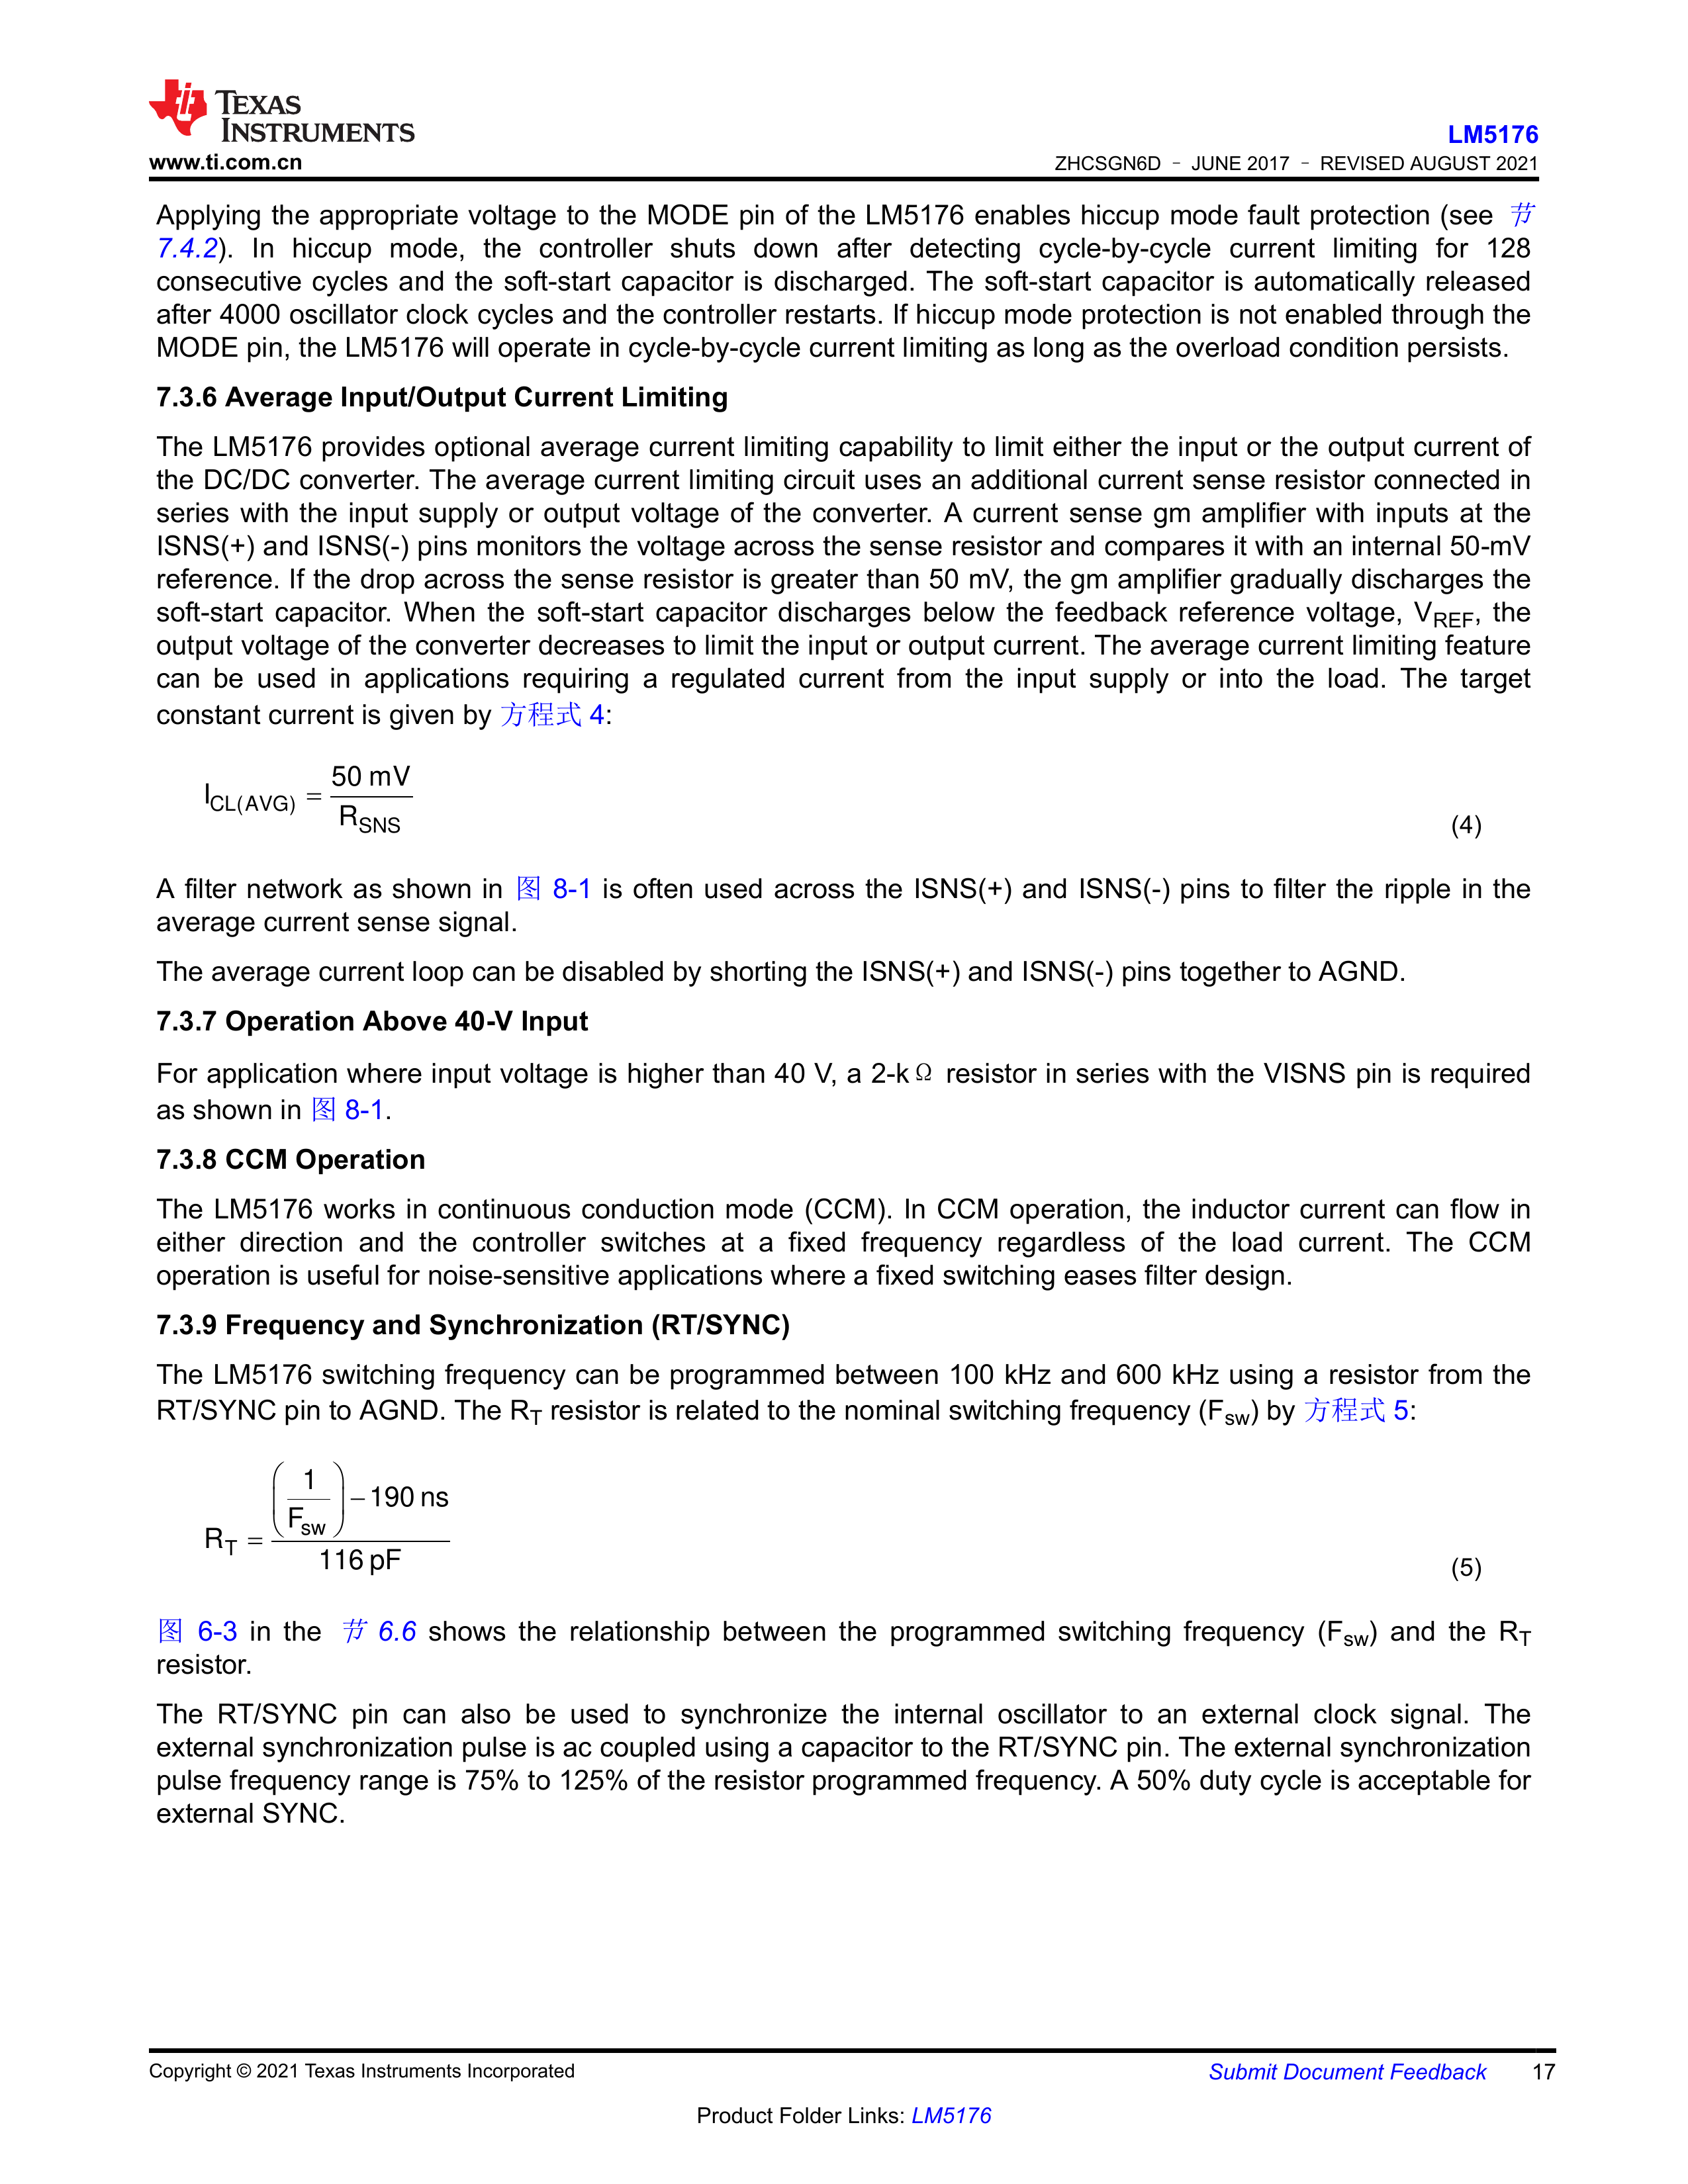 TEXAS
INSTRUMENTS
www.ti.com.cn
LM5176
ZHCSGN6D – JUNE 2017 – REVISED AUGUST 2021
Applying the appropriate voltage to the MODE pin of the LM5176 enables hiccup mode fault protection (see 节
7.4.2). In hiccup mode, the controller shuts down after detecting cycle-by-cycle current limiting for 128
consecutive cycles and the soft-start capacitor is discharged. The soft-start capacitor is automatically released
after 4000 oscillator clock cycles and the controller restarts. If hiccup mode protection is not enabled through the
MODE pin, the LM5176 will operate in cycle-by-cycle current limiting as long as the overload condition persists.
7.3.6 Average Input/Output Current Limiting
The LM5176 provides optional average current limiting capability to limit either the input or the output current of
the DC/DC converter. The average current limiting circuit uses an additional current sense resistor connected in
series with the input supply or output voltage of the converter. A current sense gm amplifier with inputs at the
ISNS(+) and ISNS(-) pins monitors the voltage across the sense resistor and compares it with an internal 50-mV
reference. If the drop across the sense resistor is greater than 50 mV, the gm amplifier gradually discharges the
soft-start capacitor. When the soft-start capacitor discharges below the feedback reference voltage, VREF, the
output voltage of the converter decreases to limit the input or output current. The average current limiting feature
can be used in applications requiring a regulated current from the input supply or into the load. The target
constant current is given by 方程式 4:
ICL(AVG) = 50 mV / RSNS
(4)
A filter network as shown in 图 8-1 is often used across the ISNS(+) and ISNS(-) pins to filter the ripple in the
average current sense signal.
The average current loop can be disabled by shorting the ISNS(+) and ISNS(-) pins together to AGND.
7.3.7 Operation Above 40-V Input
For application where input voltage is higher than 40 V, a 2-kΩ resistor in series with the VISNS pin is required
as shown in 图 8-1.
7.3.8 CCM Operation
The LM5176 works in continuous conduction mode (CCM). In CCM operation, the inductor current can flow in
either direction and the controller switches at a fixed frequency regardless of the load current. The CCM
operation is useful for noise-sensitive applications where a fixed switching eases filter design.
7.3.9 Frequency and Synchronization (RT/SYNC)
The LM5176 switching frequency can be programmed between 100 kHz and 600 kHz using a resistor from the
RT/SYNC pin to AGND. The RT resistor is related to the nominal switching frequency (Fsw) by 方程式 5:
RT = ((1 / Fsw) – 190 ns) / 116 pF
(5)
图 6-3 in the 节 6.6 shows the relationship between the programmed switching frequency (Fsw) and the RT
resistor.
The RT/SYNC pin can also be used to synchronize the internal oscillator to an external clock signal. The
external synchronization pulse is ac coupled using a capacitor to the RT/SYNC pin. The external synchronization
pulse frequency range is 75% to 125% of the resistor programmed frequency. A 50% duty cycle is acceptable for
external SYNC.
Copyright © 2021 Texas Instruments Incorporated
Submit Document Feedback 17
Product Folder Links: LM5176